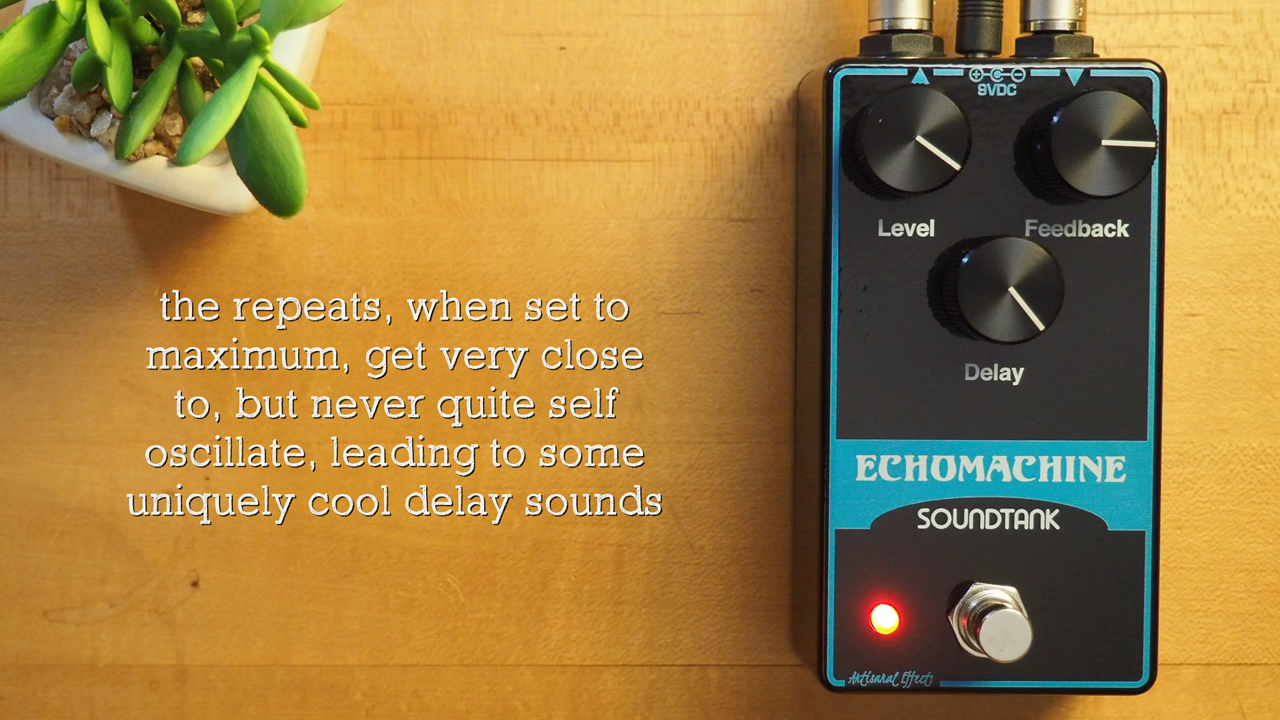 the repeats, when set to
maximum, get very close
to, but never quite self
oscillate, leading to some
uniquely cool delay sounds
9VDC
Level
Feedback
Delay
ECHOMACHINE
SOUNDTANK
Artisanal Effects